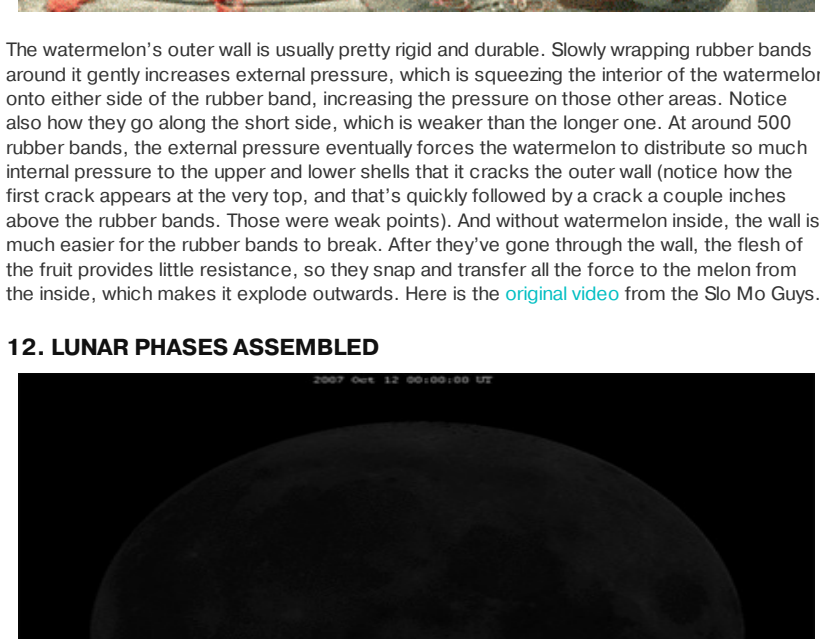 The watermelon's outer wall is usually pretty rigid and durable. Slowly wrapping rubber bands
around it gently increases external pressure, which is squeezing the interior of the watermelon
onto either side of the rubber band, increasing the pressure on those other areas. Notice
also how they go along the short side, which is weaker than the longer one. At around 500
rubber bands, the external pressure eventually forces the watermelon to distribute so much
internal pressure to the upper and lower shells that it cracks the outer wall (notice how the
first crack appears at the very top, and that's quickly followed by a crack a couple inches
above the rubber bands. Those were weak points). And without watermelon inside, the wall is
much easier for the rubber bands to break. After they've gone through the wall, the flesh of
the fruit provides little resistance, so they snap and transfer all the force to the melon from
the inside, which makes it explode outwards. Here is the original video from the Slo Mo Guys.
12. LUNAR PHASES ASSEMBLED
2007 Oct 12 00:00:00 UT